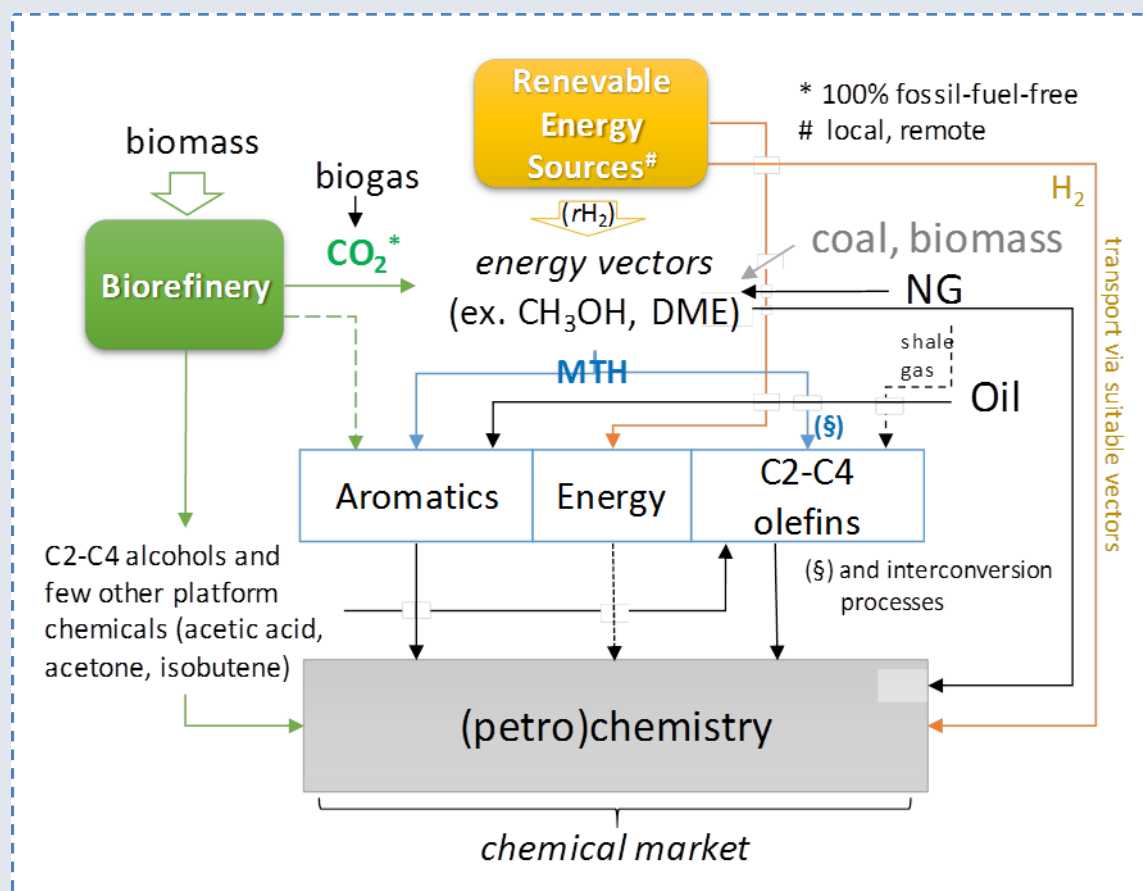 Renevable
Energy
Sources#
* 100% fossil-fuel-free
# local, remote
biomass
biogas
(rH2)
H2
CO2*
energy vectors
(ex. CH3OH, DME)
coal, biomass
NG
Biorefinery
transport via suitable vectors
MTH
shale
gas
Oil
(§)
Aromatics
Energy
C2-C4
olefins
C2-C4 alcohols and
few other platform
chemicals (acetic acid,
acetone, isobutene)
(§) and interconversion
processes
(petro)chemistry
chemical market